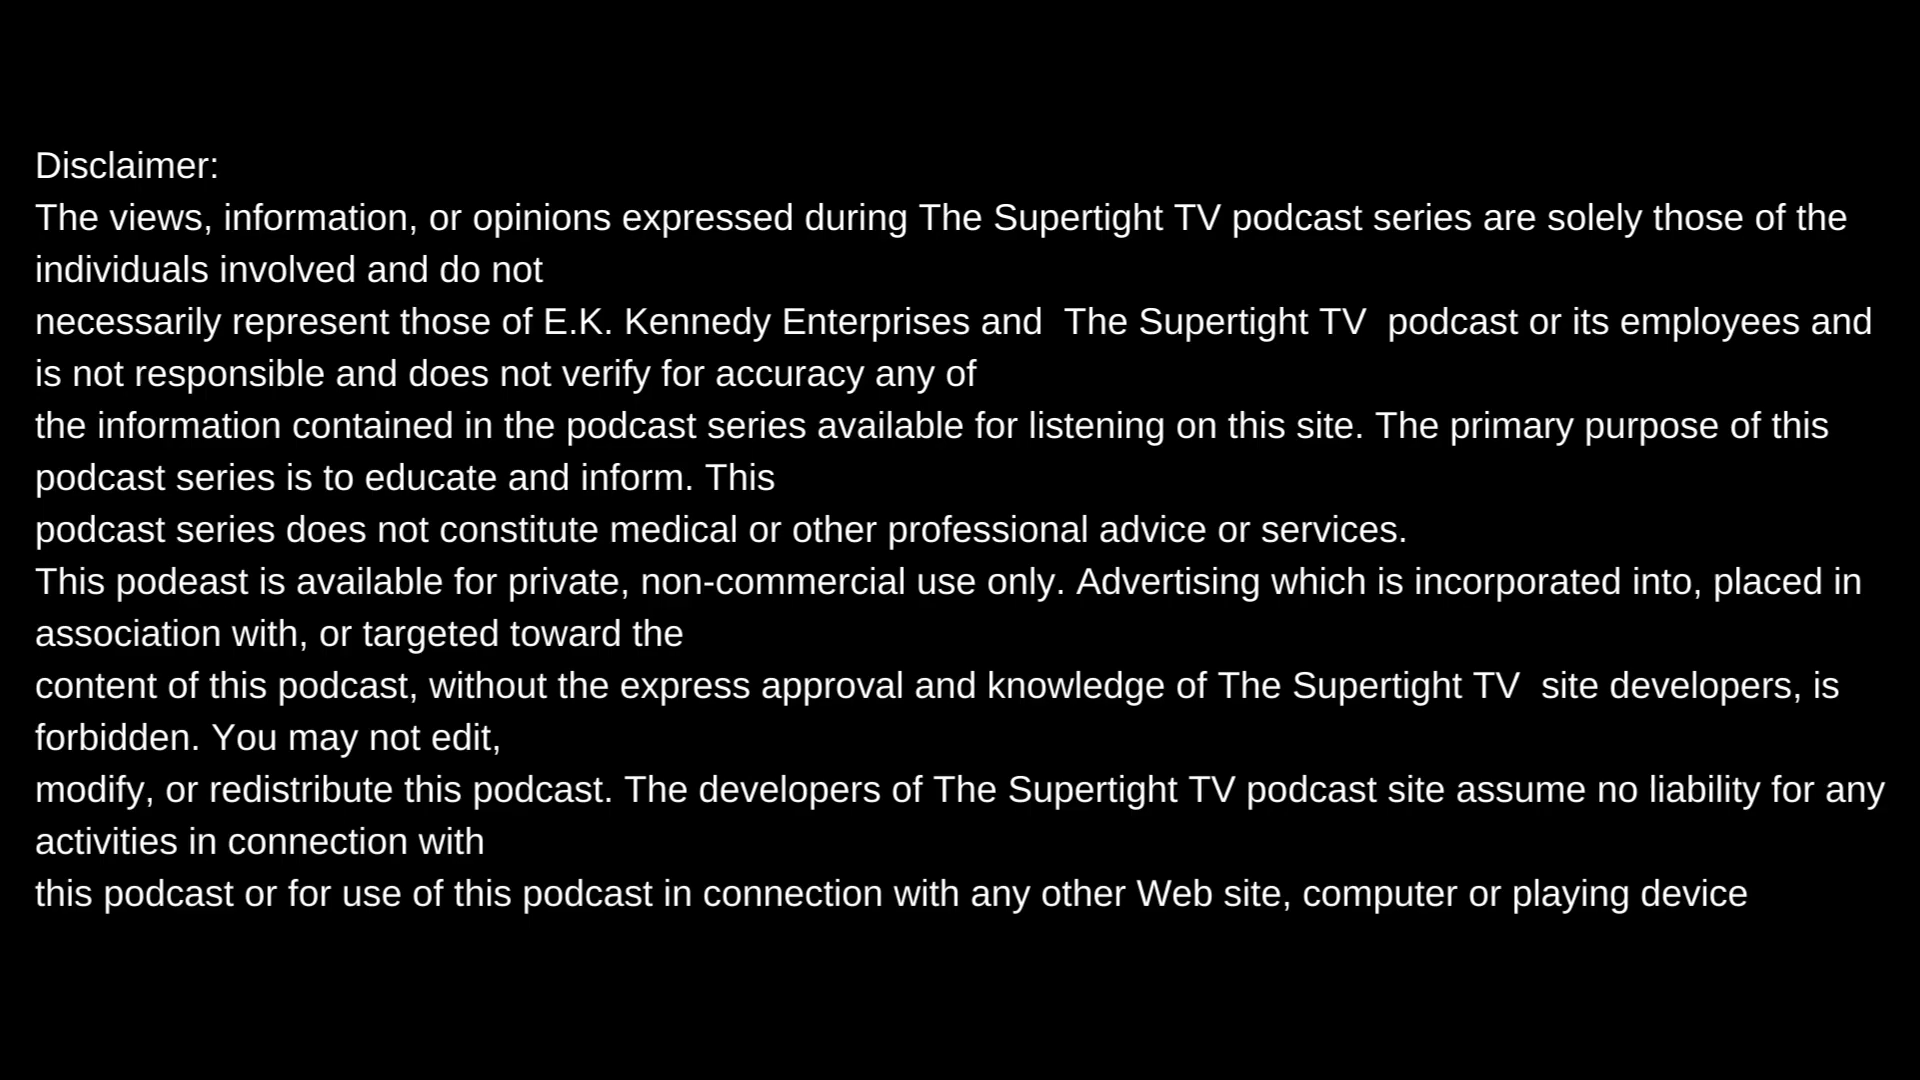 Disclaimer:
The views, information, or opinions expressed during The Supertight TV podcast series are solely those of the
individuals involved and do not
necessarily represent those of E.K. Kennedy Enterprises and  The Supertight TV  podcast or its employees and
is not responsible and does not verify for accuracy any of
the information contained in the podcast series available for listening on this site. The primary purpose of this
podcast series is to educate and inform. This
podcast series does not constitute medical or other professional advice or services.
This podeast is available for private, non-commercial use only. Advertising which is incorporated into, placed in
association with, or targeted toward the
content of this podcast, without the express approval and knowledge of The Supertight TV  site developers, is
forbidden. You may not edit,
modify, or redistribute this podcast. The developers of The Supertight TV podcast site assume no liability for any
activities in connection with
this podcast or for use of this podcast in connection with any other Web site, computer or playing device